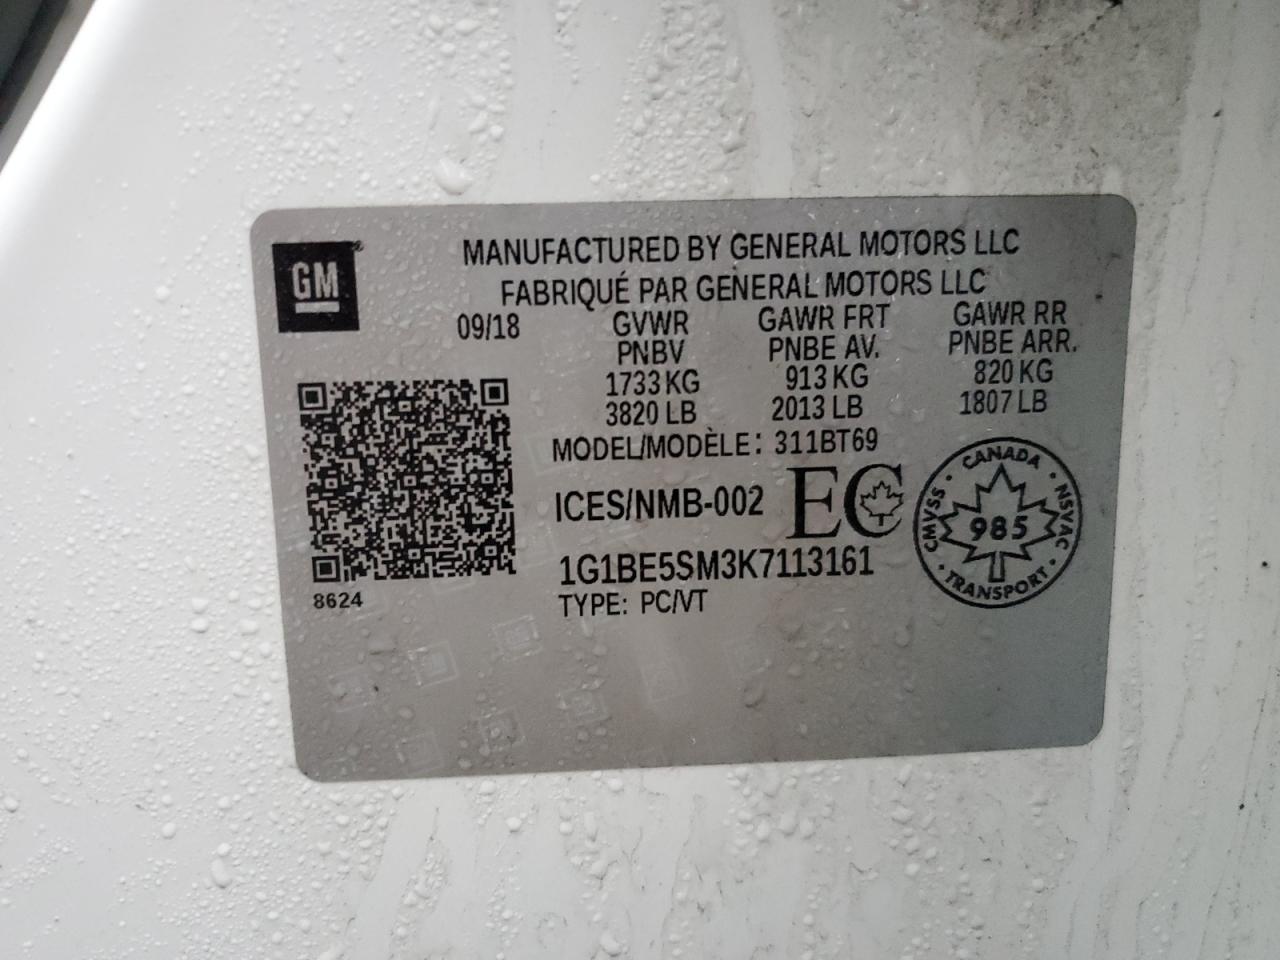 GM®
MANUFACTURED BY GENERAL MOTORS LLC
FABRIQUÉ PAR GENERAL MOTORS LLC
09/18
GVWR GAWR FRT GAWR RR
PNBV PNBE AV. PNBE ARR.
1733 KG 913 KG 820 KG
3820 LB 2013 LB 1807 LB
MODEL/MODÈLE: 311BT69
ICES/NMB-002 EC
1G1BE5SM3K7113161
TYPE: PC/VT
8624
CANADA
CMVSS 985 NSVAC
TRANSPORT